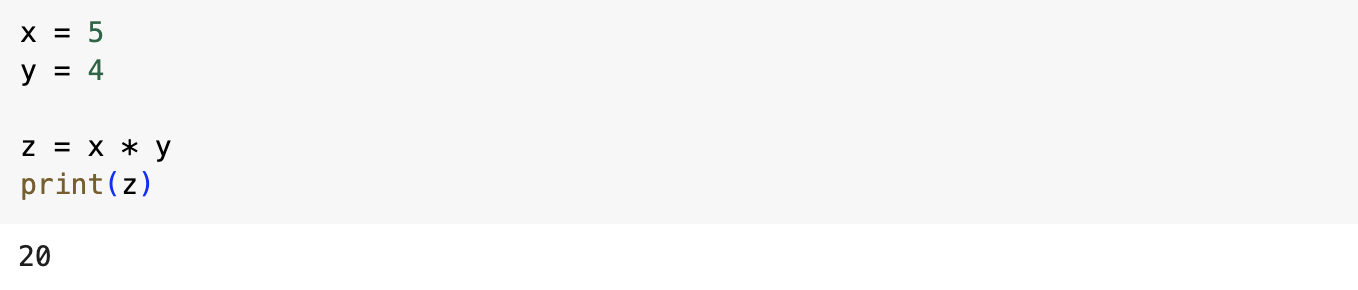 x = 5
y = 4
z = x * y
print(z)
20